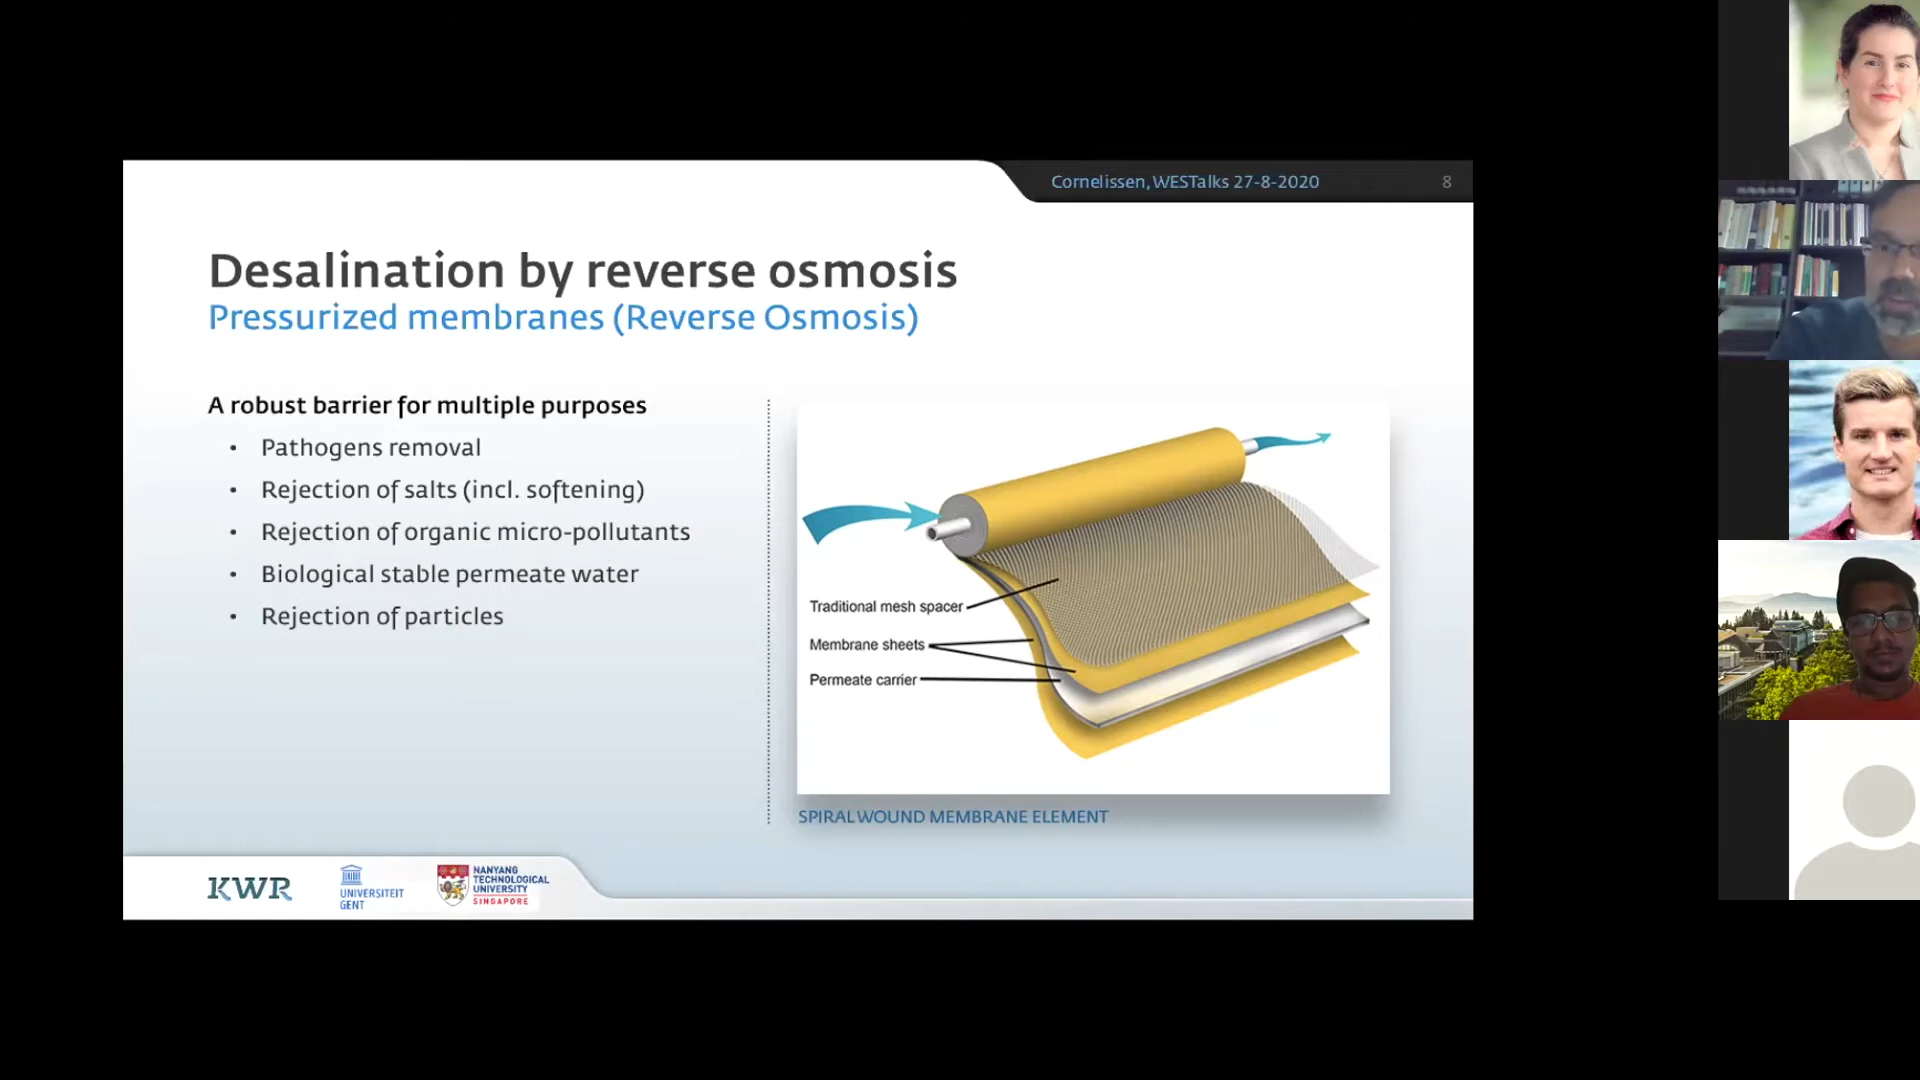 Cornelissen, WESTalks 27-8-2020 8
Desalination by reverse osmosis
Pressurized membranes (Reverse Osmosis)
A robust barrier for multiple purposes
• Pathogens removal
• Rejection of salts (incl. softening)
• Rejection of organic micro-pollutants
• Biological stable permeate water
• Rejection of particles
Traditional mesh spacer
Membrane sheets
Permeate carrier
SPIRAL WOUND MEMBRANE ELEMENT
KWR
UNIVERSITEIT
GENT
NANYANG
TECHNOLOGICAL
UNIVERSITY
SINGAPORE